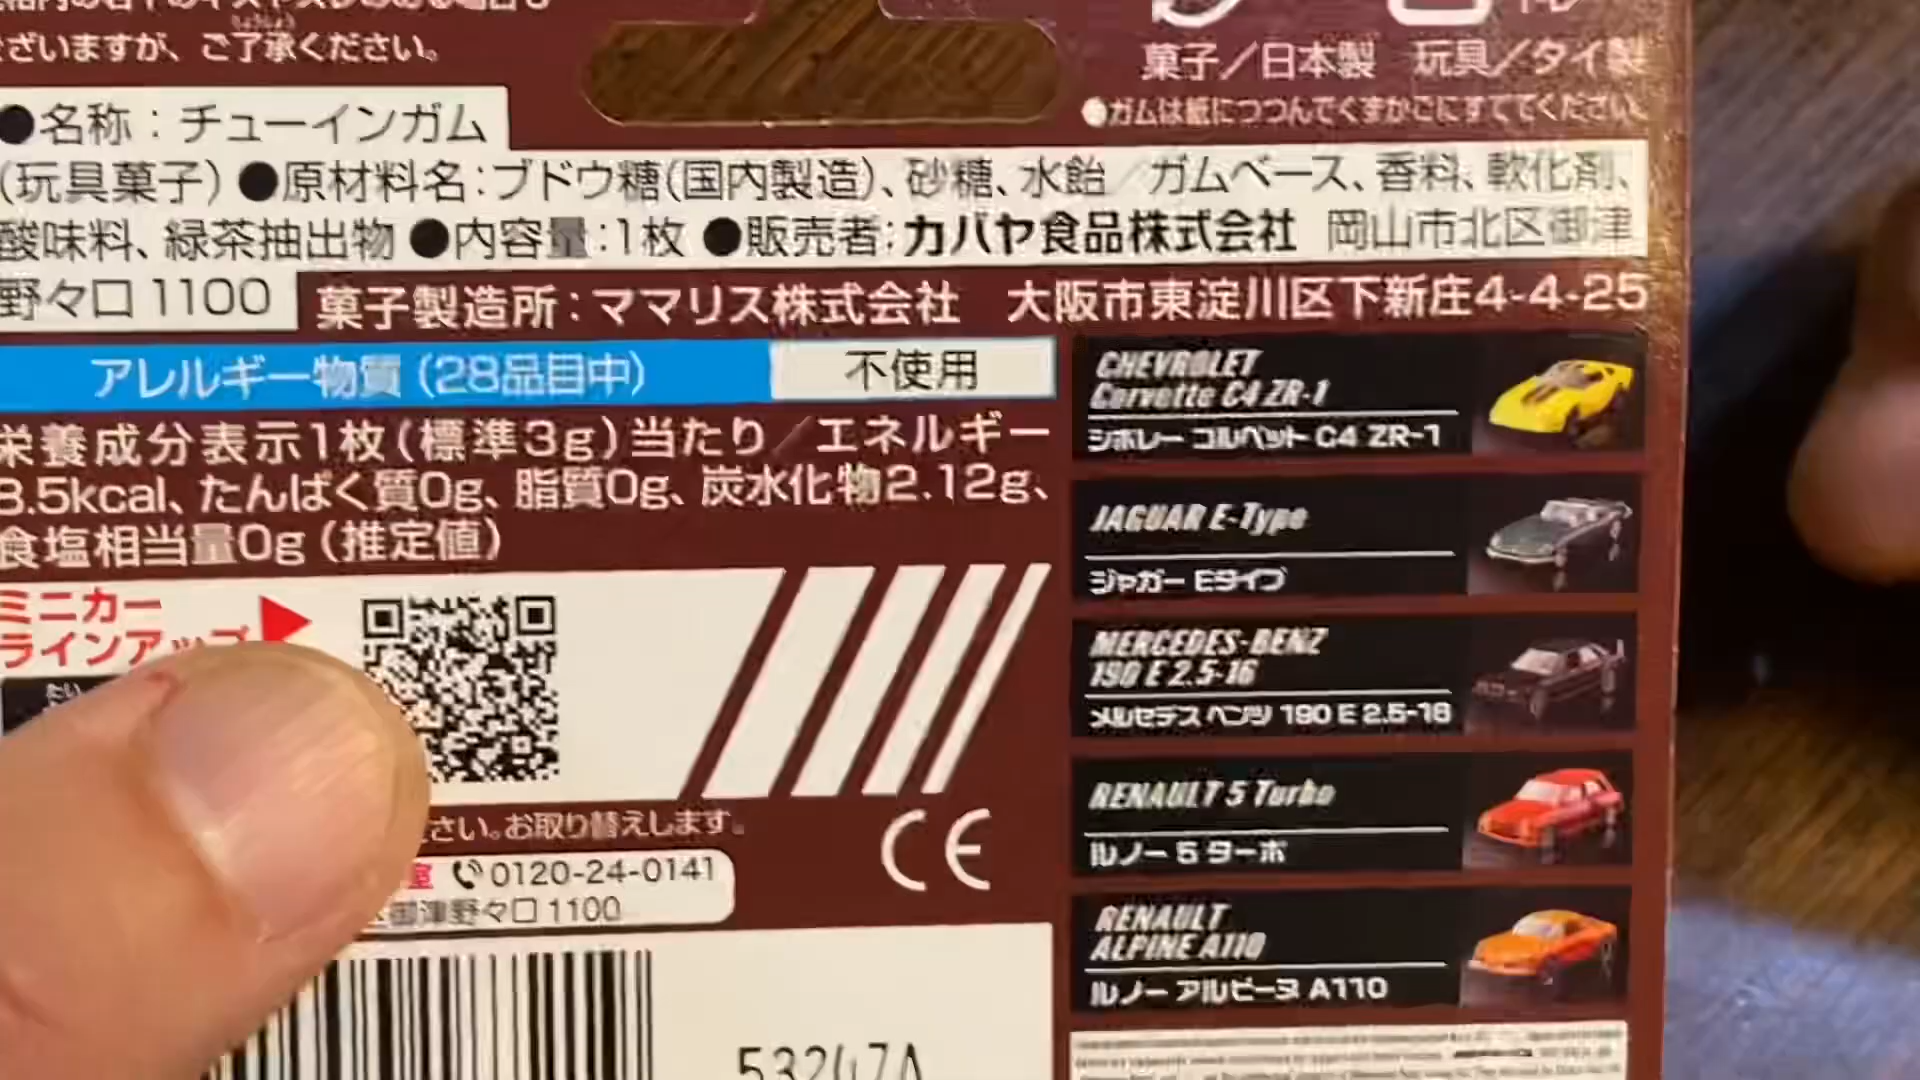 ざいますが、ご了承ください。
菓子／日本製 玩具／タイ製
●ガムは紙につつんでくずかごにすててください。
●名称：チューインガム
(玩具菓子)●原材料名：ブドウ糖(国内製造)、砂糖、水飴／ガムベース、香料、軟化剤、
酸味料、緑茶抽出物●内容量：1枚●販売者：カバヤ食品株式会社 岡山市北区御津
野々口1100
菓子製造所：ママリス株式会社 大阪市東淀川区下新庄4-4-25
アレルギー物質(28品目中) 不使用
栄養成分表示1枚(標準3g)当たり／エネルギー
8.5kcal、たんぱく質0g、脂質0g、炭水化物2.12g、
食塩相当量0g(推定値)
ミニカー
ラインアップ
さい。お取り替えします。
室 0120-24-0141
御津野々口1100
CE
53247A
CHEVROLET
Corvette C4 ZR-1
シボレー コルベット C4 ZR-1
JAGUAR E-Type
ジャガー Eタイプ
MERCEDES-BENZ
190 E 2.5-16
メルセデス ベンツ 190 E 2.5-16
RENAULT 5 Turbo
ルノー 5 ターボ
RENAULT
ALPINE A110
ルノー アルピーヌ A110